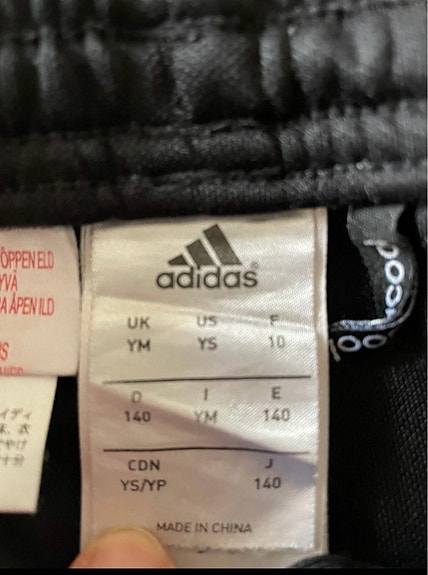 ÖPPEN ELD
YVÄ
A ÅPEN ILD
adidas®
UK US F
YM YS 10
D I E
140 YM 140
CDN J
YS/YP 140
MADE IN CHINA